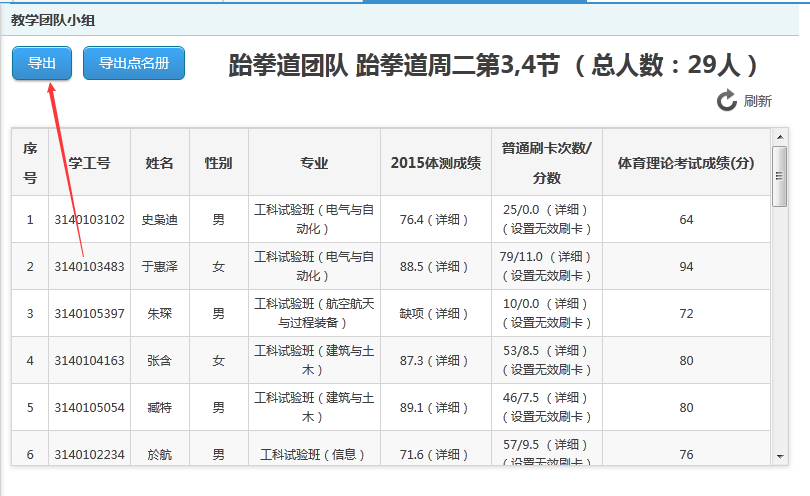 教学团队小组
导出 导出点名册 跆拳道团队 跆拳道周二第3,4节（总人数：29人）
刷新
序号 学工号 姓名 性别 专业 2015体测成绩 普通刷卡次数/分数 体育理论考试成绩(分)
1 3140103102 史枭迪 男 工科试验班（电气与自动化） 76.4（详细） 25/0.0 （详细）（设置无效刷卡） 64
2 3140103483 于惠泽 女 工科试验班（电气与自动化） 88.5（详细） 79/11.0 （详细）（设置无效刷卡） 94
3 3140105397 朱琛 男 工科试验班（航空航天与过程装备） 缺项（详细） 10/0.0 （详细）（设置无效刷卡） 72
4 3140104163 张含 女 工科试验班（建筑与土木） 87.3（详细） 53/8.5 （详细）（设置无效刷卡） 80
5 3140105054 臧特 男 工科试验班（建筑与土木） 89.1（详细） 46/7.5 （详细）（设置无效刷卡） 80
6 3140102234 於航 男 工科试验班（信息） 71.6（详细） 57/9.5 （详细）（设置无效刷卡） 76